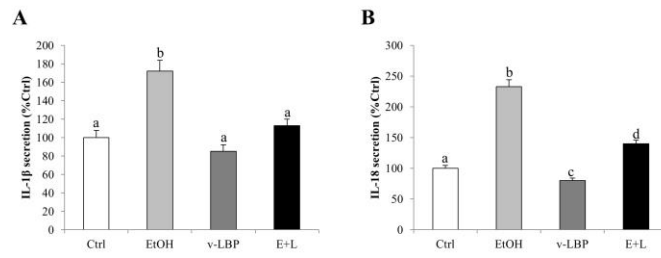 A
IL-1β secretion (%Ctrl)
200
180
160
140
120
100
80
60
40
20
0
a
b
a
a
Ctrl
EtOH
v-LBP
E+L
B
IL-18 secretion (%Ctrl)
300
250
200
150
100
50
0
a
b
c
d
Ctrl
EtOH
v-LBP
E+L